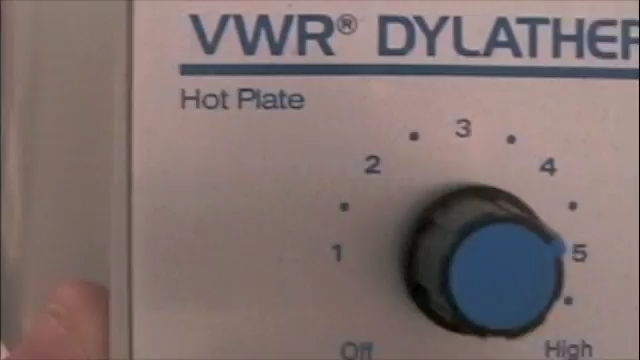 VWR® DYLATHER
Hot Plate
3
2 4
1 5
Off High